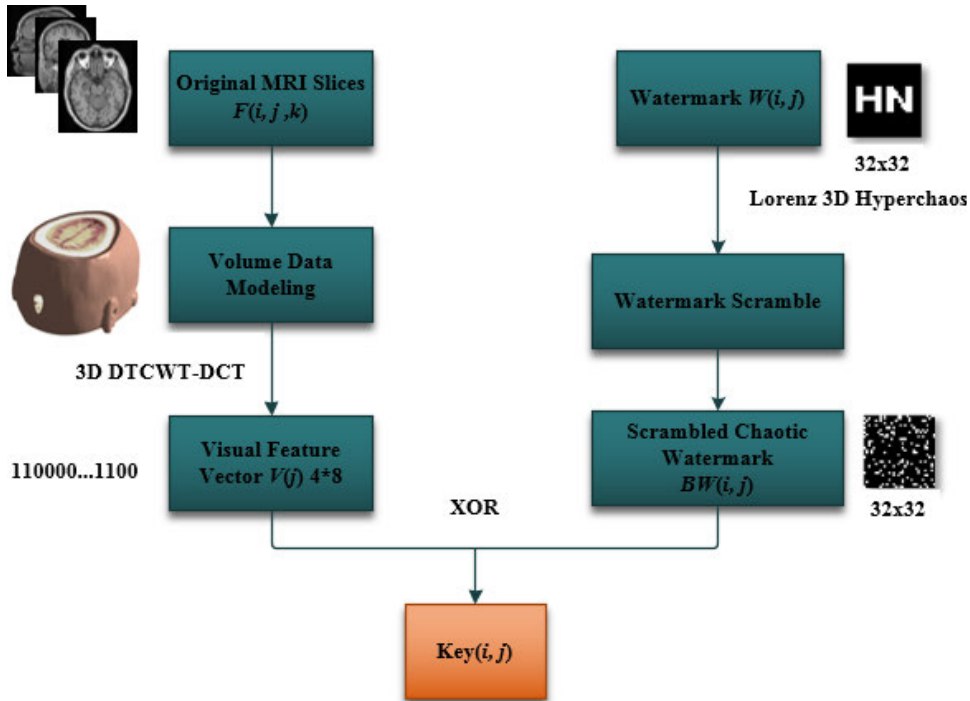 Original MRI Slices
F(i, j ,k)
Watermark W(i, j)
HN
32x32
Lorenz 3D Hyperchaos
Volume Data
Modeling
Watermark Scramble
3D DTCWT-DCT
110000...1100
Visual Feature
Vector V(j) 4*8
Scrambled Chaotic
Watermark
BW(i, j)
32x32
XOR
Key(i, j)